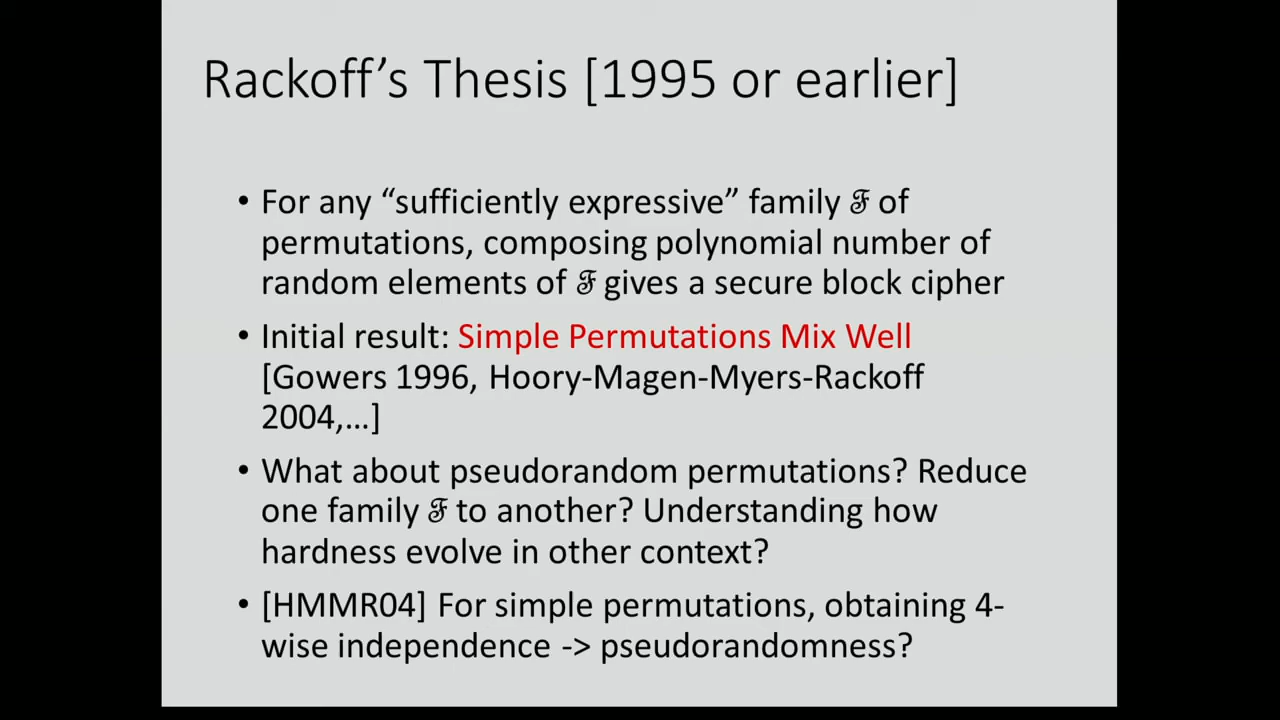 Rackoff’s Thesis [1995 or earlier]
• For any “sufficiently expressive” family ℱ of
permutations, composing polynomial number of
random elements of ℱ gives a secure block cipher
• Initial result: Simple Permutations Mix Well
[Gowers 1996, Hoory-Magen-Myers-Rackoff
2004,…]
• What about pseudorandom permutations? Reduce
one family ℱ to another? Understanding how
hardness evolve in other context?
• [HMMR04] For simple permutations, obtaining 4-
wise independence -> pseudorandomness?